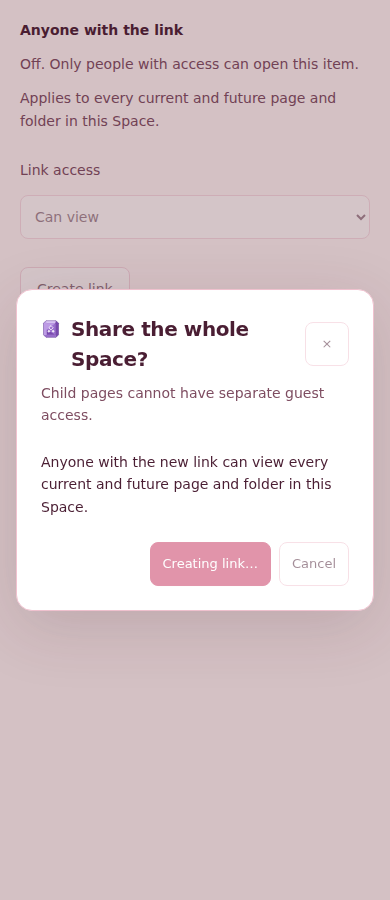 Anyone with the link
Off. Only people with access can open this item.
Applies to every current and future page and
folder in this Space.
Link access
Can view
Create link
Share the whole
Space?
×
Child pages cannot have separate guest
access.
Anyone with the new link can view every
current and future page and folder in this
Space.
Creating link…
Cancel